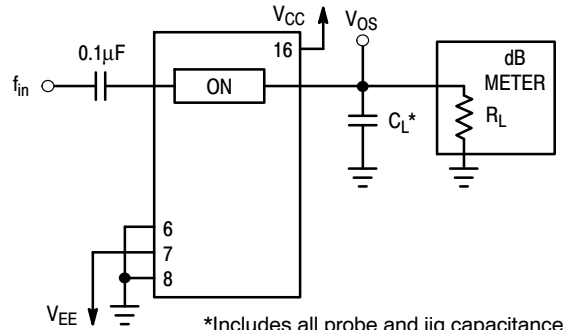 V_CC
V_OS
0.1µF
16
dB
METER
f_in
ON
C_L*
R_L
6
7
8
V_EE
*Includes all probe and jig capacitance